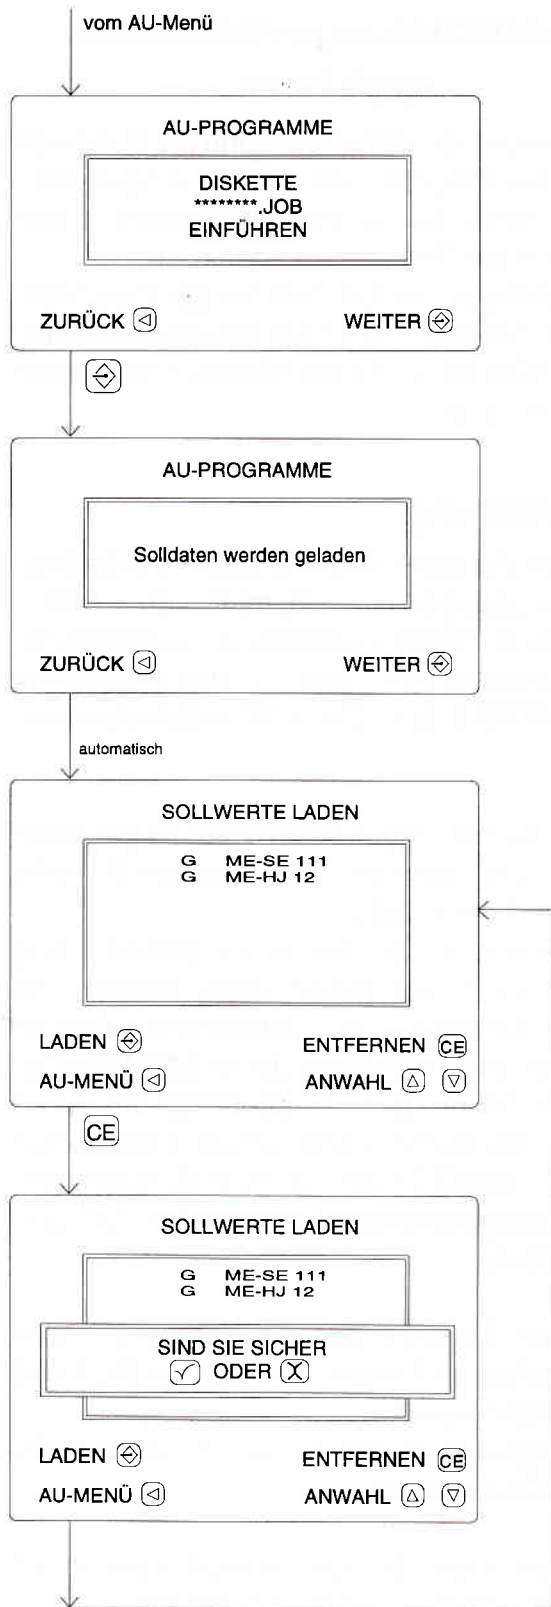 vom AU-Menü
AU-PROGRAMME
DISKETTE
********.JOB
EINFÜHREN
ZURÜCK WEITER
AU-PROGRAMME
Solldaten werden geladen
ZURÜCK WEITER
automatisch
SOLLWERTE LADEN
G ME-SE 111
G ME-HJ 12
LADEN ENTFERNEN CE
AU-MENÜ ANWAHL
CE
SOLLWERTE LADEN
G ME-SE 111
G ME-HJ 12
SIND SIE SICHER
ODER
LADEN ENTFERNEN CE
AU-MENÜ ANWAHL